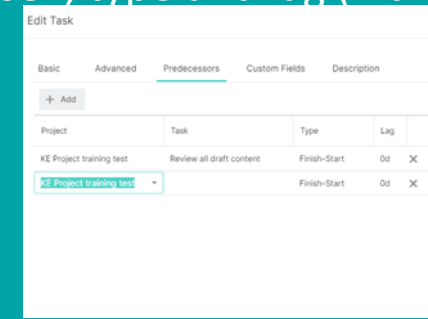 Edit Task
Basic Advanced Predecessors Custom Fields Description
+ Add
Project Task Type Lag
KE Project training test Review all draft content Finish-Start 0d ×
KE Project training test Finish-Start 0d ×